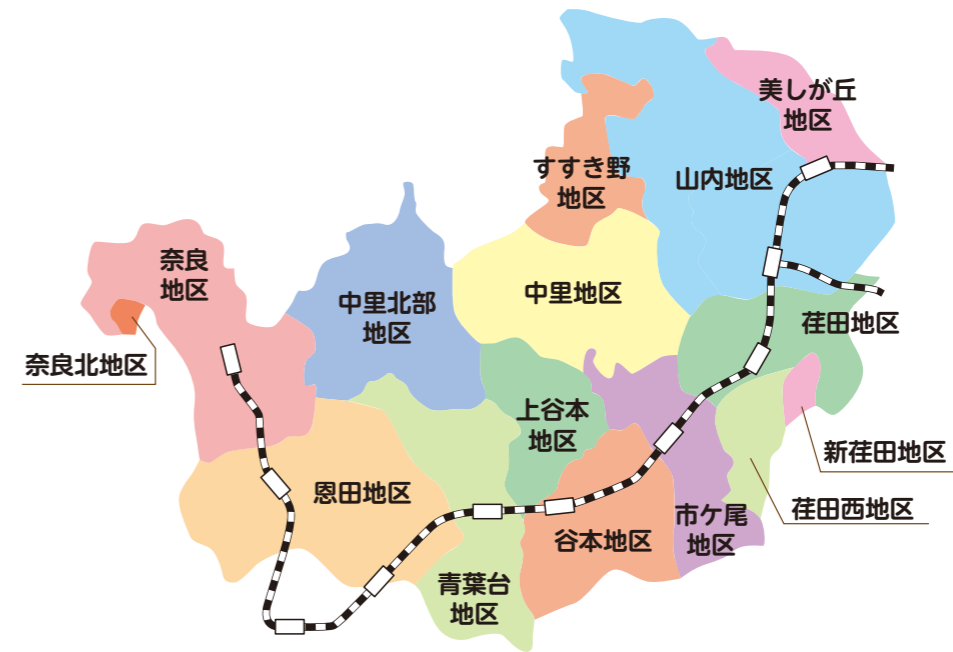 美しが丘
地区
すすき野
地区
山内地区
奈良
地区
中里北部
地区
中里地区
荏田地区
奈良北地区
上谷本
地区
新荏田地区
恩田地区
荏田西地区
市ケ尾
地区
谷本地区
青葉台
地区